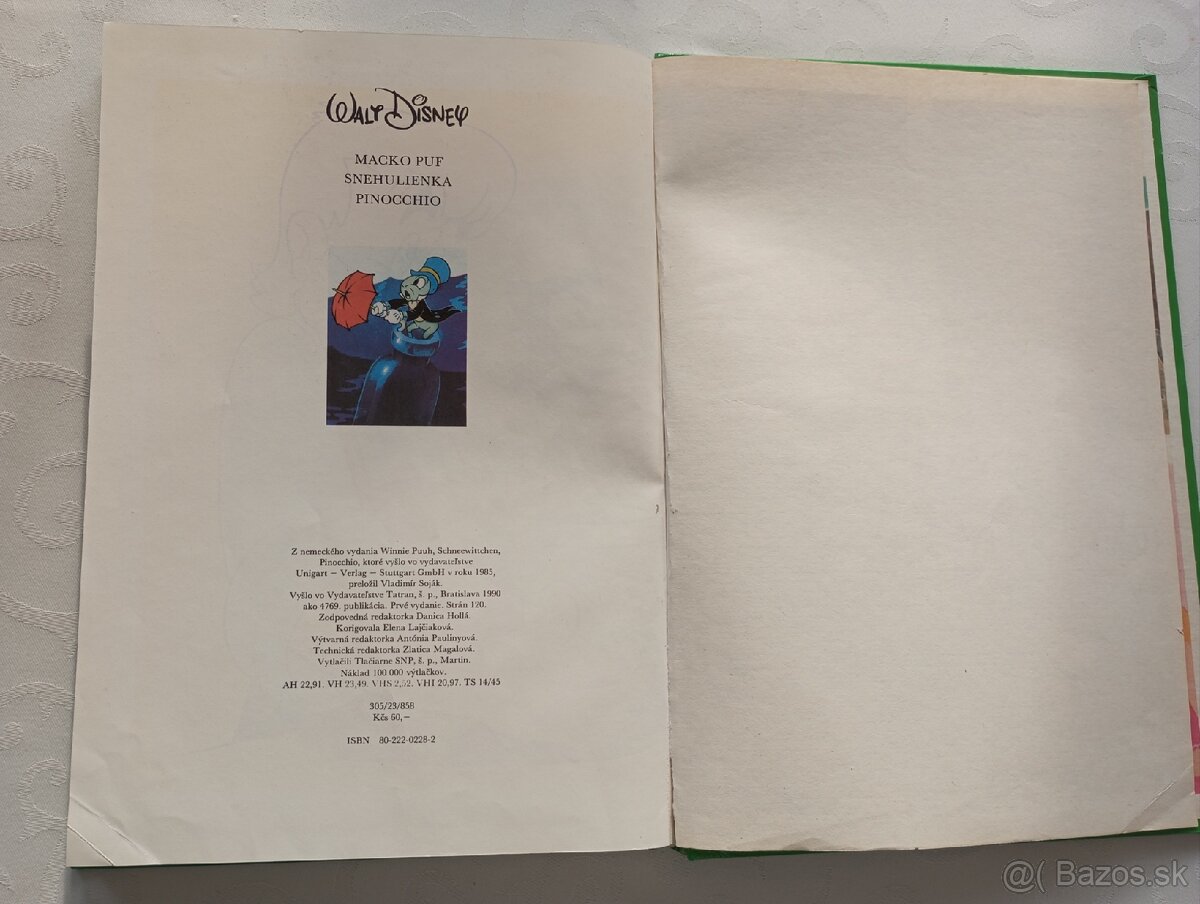 WALT DISNEY
MACKO PUF
SNEHULIENKA
PINOCCHIO
Z nemeckého vydania Winnie Puuh, Schneewittchen,
Pinocchio, ktoré vyšlo vo vydavateľstve
Unigart — Verlag — Stuttgart GmbH v roku 1985,
preložil Vladimír Soják.
Vyšlo vo Vydavateľstve Tatran, š. p., Bratislava 1990
ako 4769. publikácia. Prvé vydanie. Strán 120.
Zodpovedná redaktorka Danica Hollá.
Korigovala Elena Lajčiaková.
Výtvarná redaktorka Antónia Paulinyová.
Technická redaktorka Zlatica Magalová.
Vytlačili Tlačiarne SNP, š. p., Martin.
Náklad 100 000 výtlačkov.
AH 22,91. VH 23,49. VHS 2,52. VHI 20,97. TS 14/45
305/23/858
Kčs 60,—
ISBN 80-222-0228-2
@( Bazos.sk